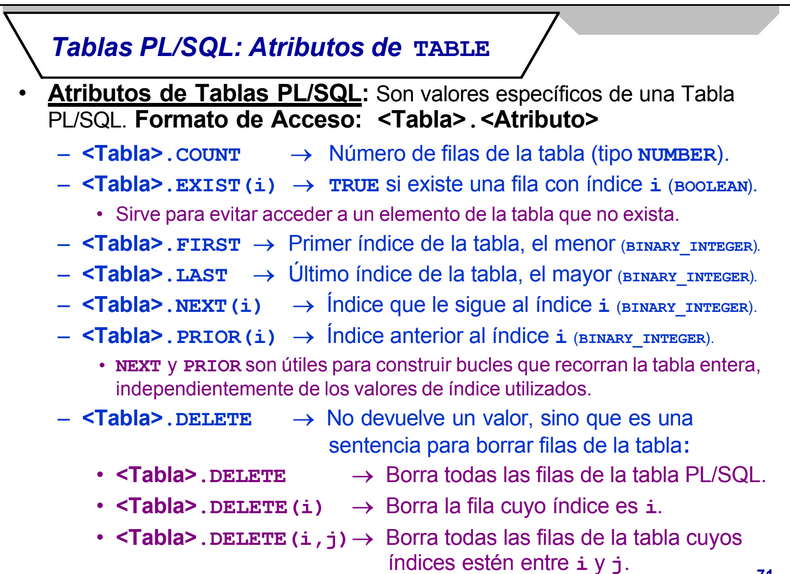 Tablas PL/SQL: Atributos de TABLE
• Atributos de Tablas PL/SQL: Son valores específicos de una Tabla
PL/SQL. Formato de Acceso: <Tabla>.<Atributo>
– <Tabla>.COUNT → Número de filas de la tabla (tipo NUMBER).
– <Tabla>.EXIST(i) → TRUE si existe una fila con índice i (BOOLEAN).
• Sirve para evitar acceder a un elemento de la tabla que no exista.
– <Tabla>.FIRST → Primer índice de la tabla, el menor (BINARY_INTEGER).
– <Tabla>.LAST → Último índice de la tabla, el mayor (BINARY_INTEGER).
– <Tabla>.NEXT(i) → Índice que le sigue al índice i (BINARY_INTEGER).
– <Tabla>.PRIOR(i) → Índice anterior al índice i (BINARY_INTEGER).
• NEXT y PRIOR son útiles para construir bucles que recorran la tabla entera,
independientemente de los valores de índice utilizados.
– <Tabla>.DELETE → No devuelve un valor, sino que es una
sentencia para borrar filas de la tabla:
• <Tabla>.DELETE → Borra todas las filas de la tabla PL/SQL.
• <Tabla>.DELETE(i) → Borra la fila cuyo índice es i.
• <Tabla>.DELETE(i,j) → Borra todas las filas de la tabla cuyos
índices estén entre i y j.